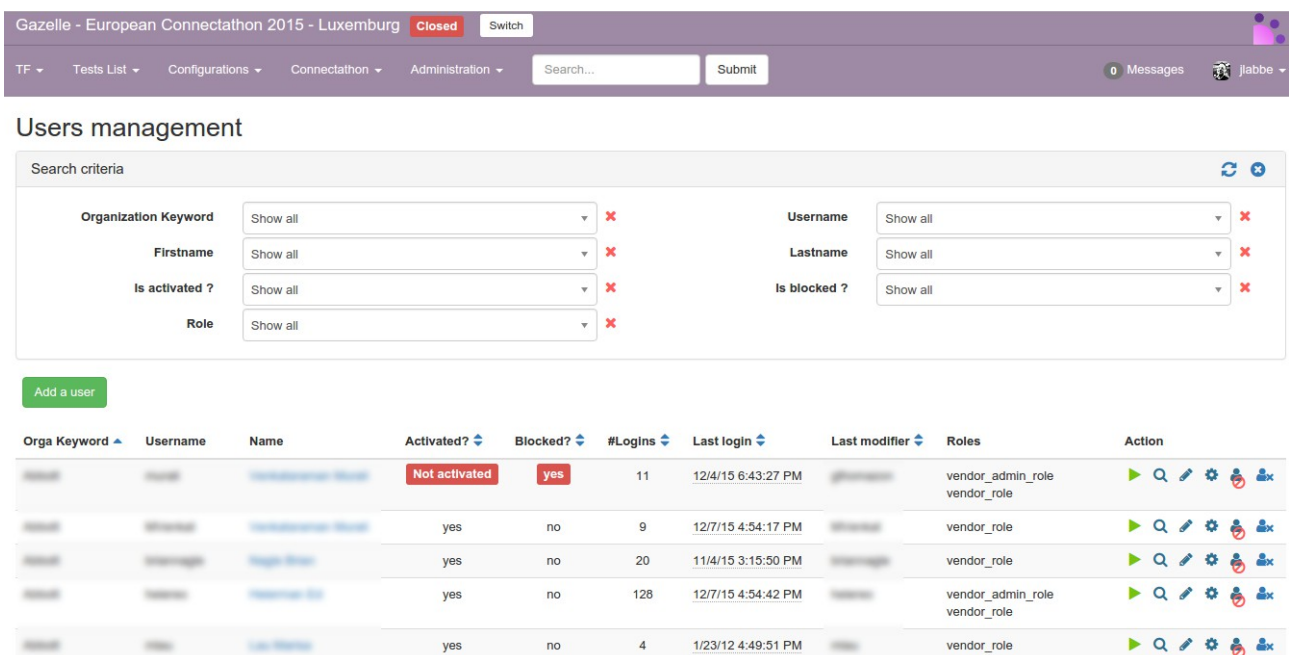 Gazelle - European Connectathon 2015 - Luxemburg Closed Switch
TF Tests List Configurations Connectathon Administration Search... Submit 0 Messages jlabbe
Users management
Search criteria
Organization Keyword Show all Username Show all
Firstname Show all Lastname Show all
Is activated ? Show all Is blocked ? Show all
Role Show all
Add a user
Orga Keyword Username Name Activated? Blocked? #Logins Last login Last modifier Roles Action
Not activated yes 11 12/4/15 6:43:27 PM vendor_admin_role
vendor_role
yes no 9 12/7/15 4:54:17 PM vendor_role
yes no 20 11/4/15 3:15:50 PM vendor_role
yes no 128 12/7/15 4:54:42 PM vendor_admin_role
vendor_role
yes no 4 1/23/12 4:49:51 PM vendor_role